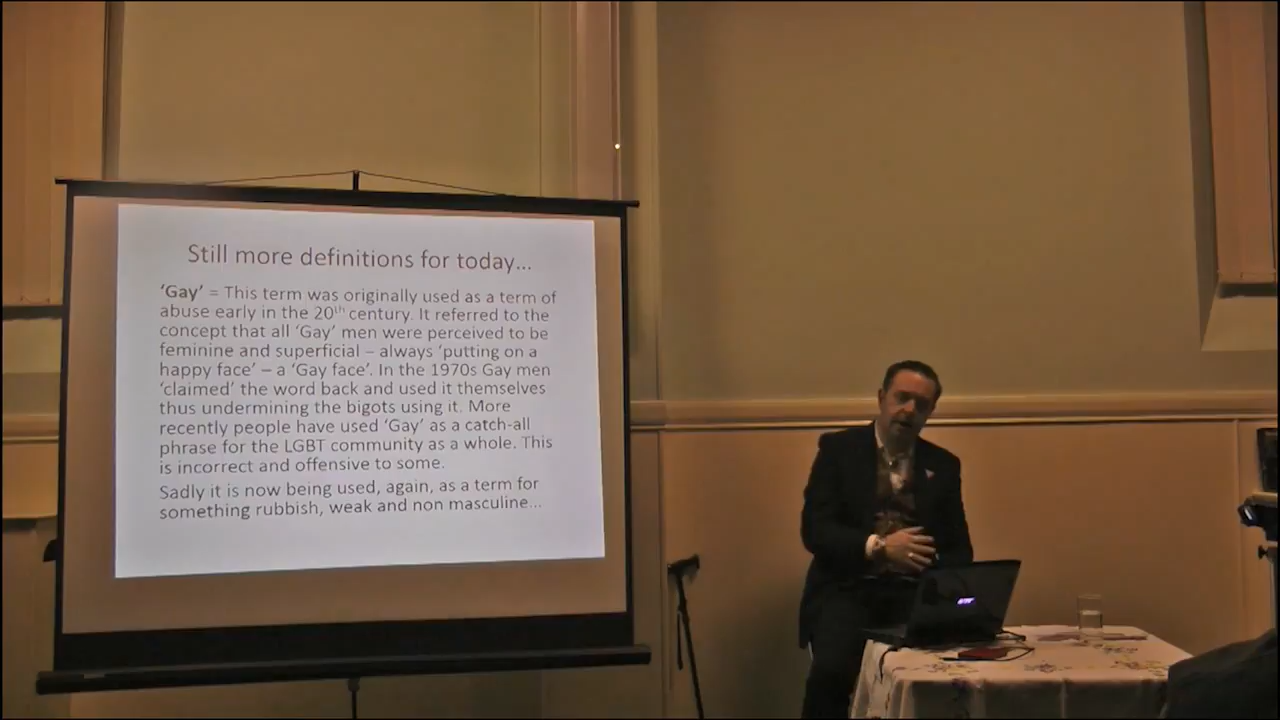 Still more definitions for today...
‘Gay’ = This term was originally used as a term of
abuse early in the 20th century. It referred to the
concept that all ‘Gay’ men were perceived to be
feminine and superficial – always ‘putting on a
happy face’ – a ‘Gay face’. In the 1970s Gay men
‘claimed’ the word back and used it themselves
thus undermining the bigots using it. More
recently people have used ‘Gay’ as a catch-all
phrase for the LGBT community as a whole. This
is incorrect and offensive to some.
Sadly it is now being used, again, as a term for
something rubbish, weak and non masculine...